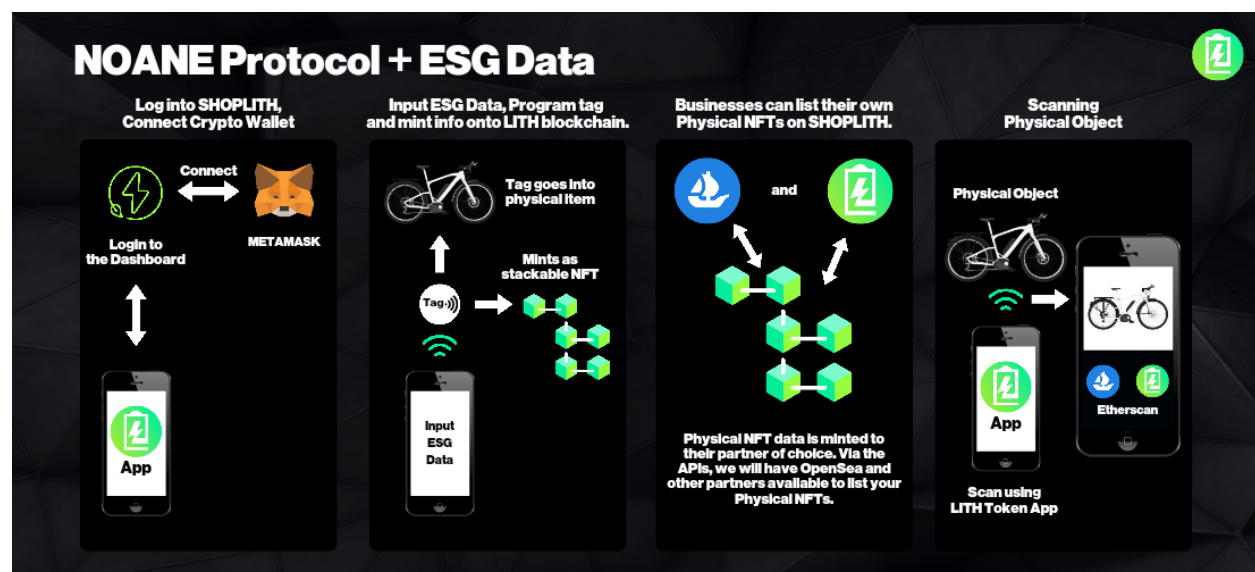 NOANE Protocol + ESG Data
Log into SHOPLITH,
Connect Crypto Wallet
Connect
METAMASK
Login to
the Dashboard
App
Input ESG Data, Program tag
and mint info onto LITH blockchain.
Tag goes into
physical item
Mints as
stackable NFT
Tag
Input
ESG
Data
Businesses can list their own
Physical NFTs on SHOPLITH.
and
Physical NFT data is minted to
their partner of choice. Via the
APIs, we will have OpenSea and
other partners available to list your
Physical NFTs.
Scanning
Physical Object
Physical Object
App
Etherscan
Scan using
LITH Token App